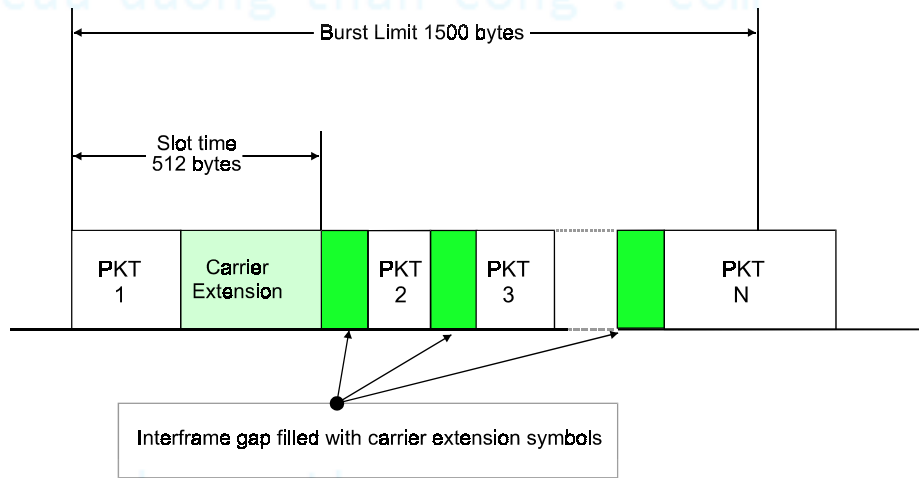 Burst Limit 1500 bytes
Slot time
512 bytes
PKT
1
Carrier
Extension
PKT
2
PKT
3
PKT
N
Interframe gap filled with carrier extension symbols